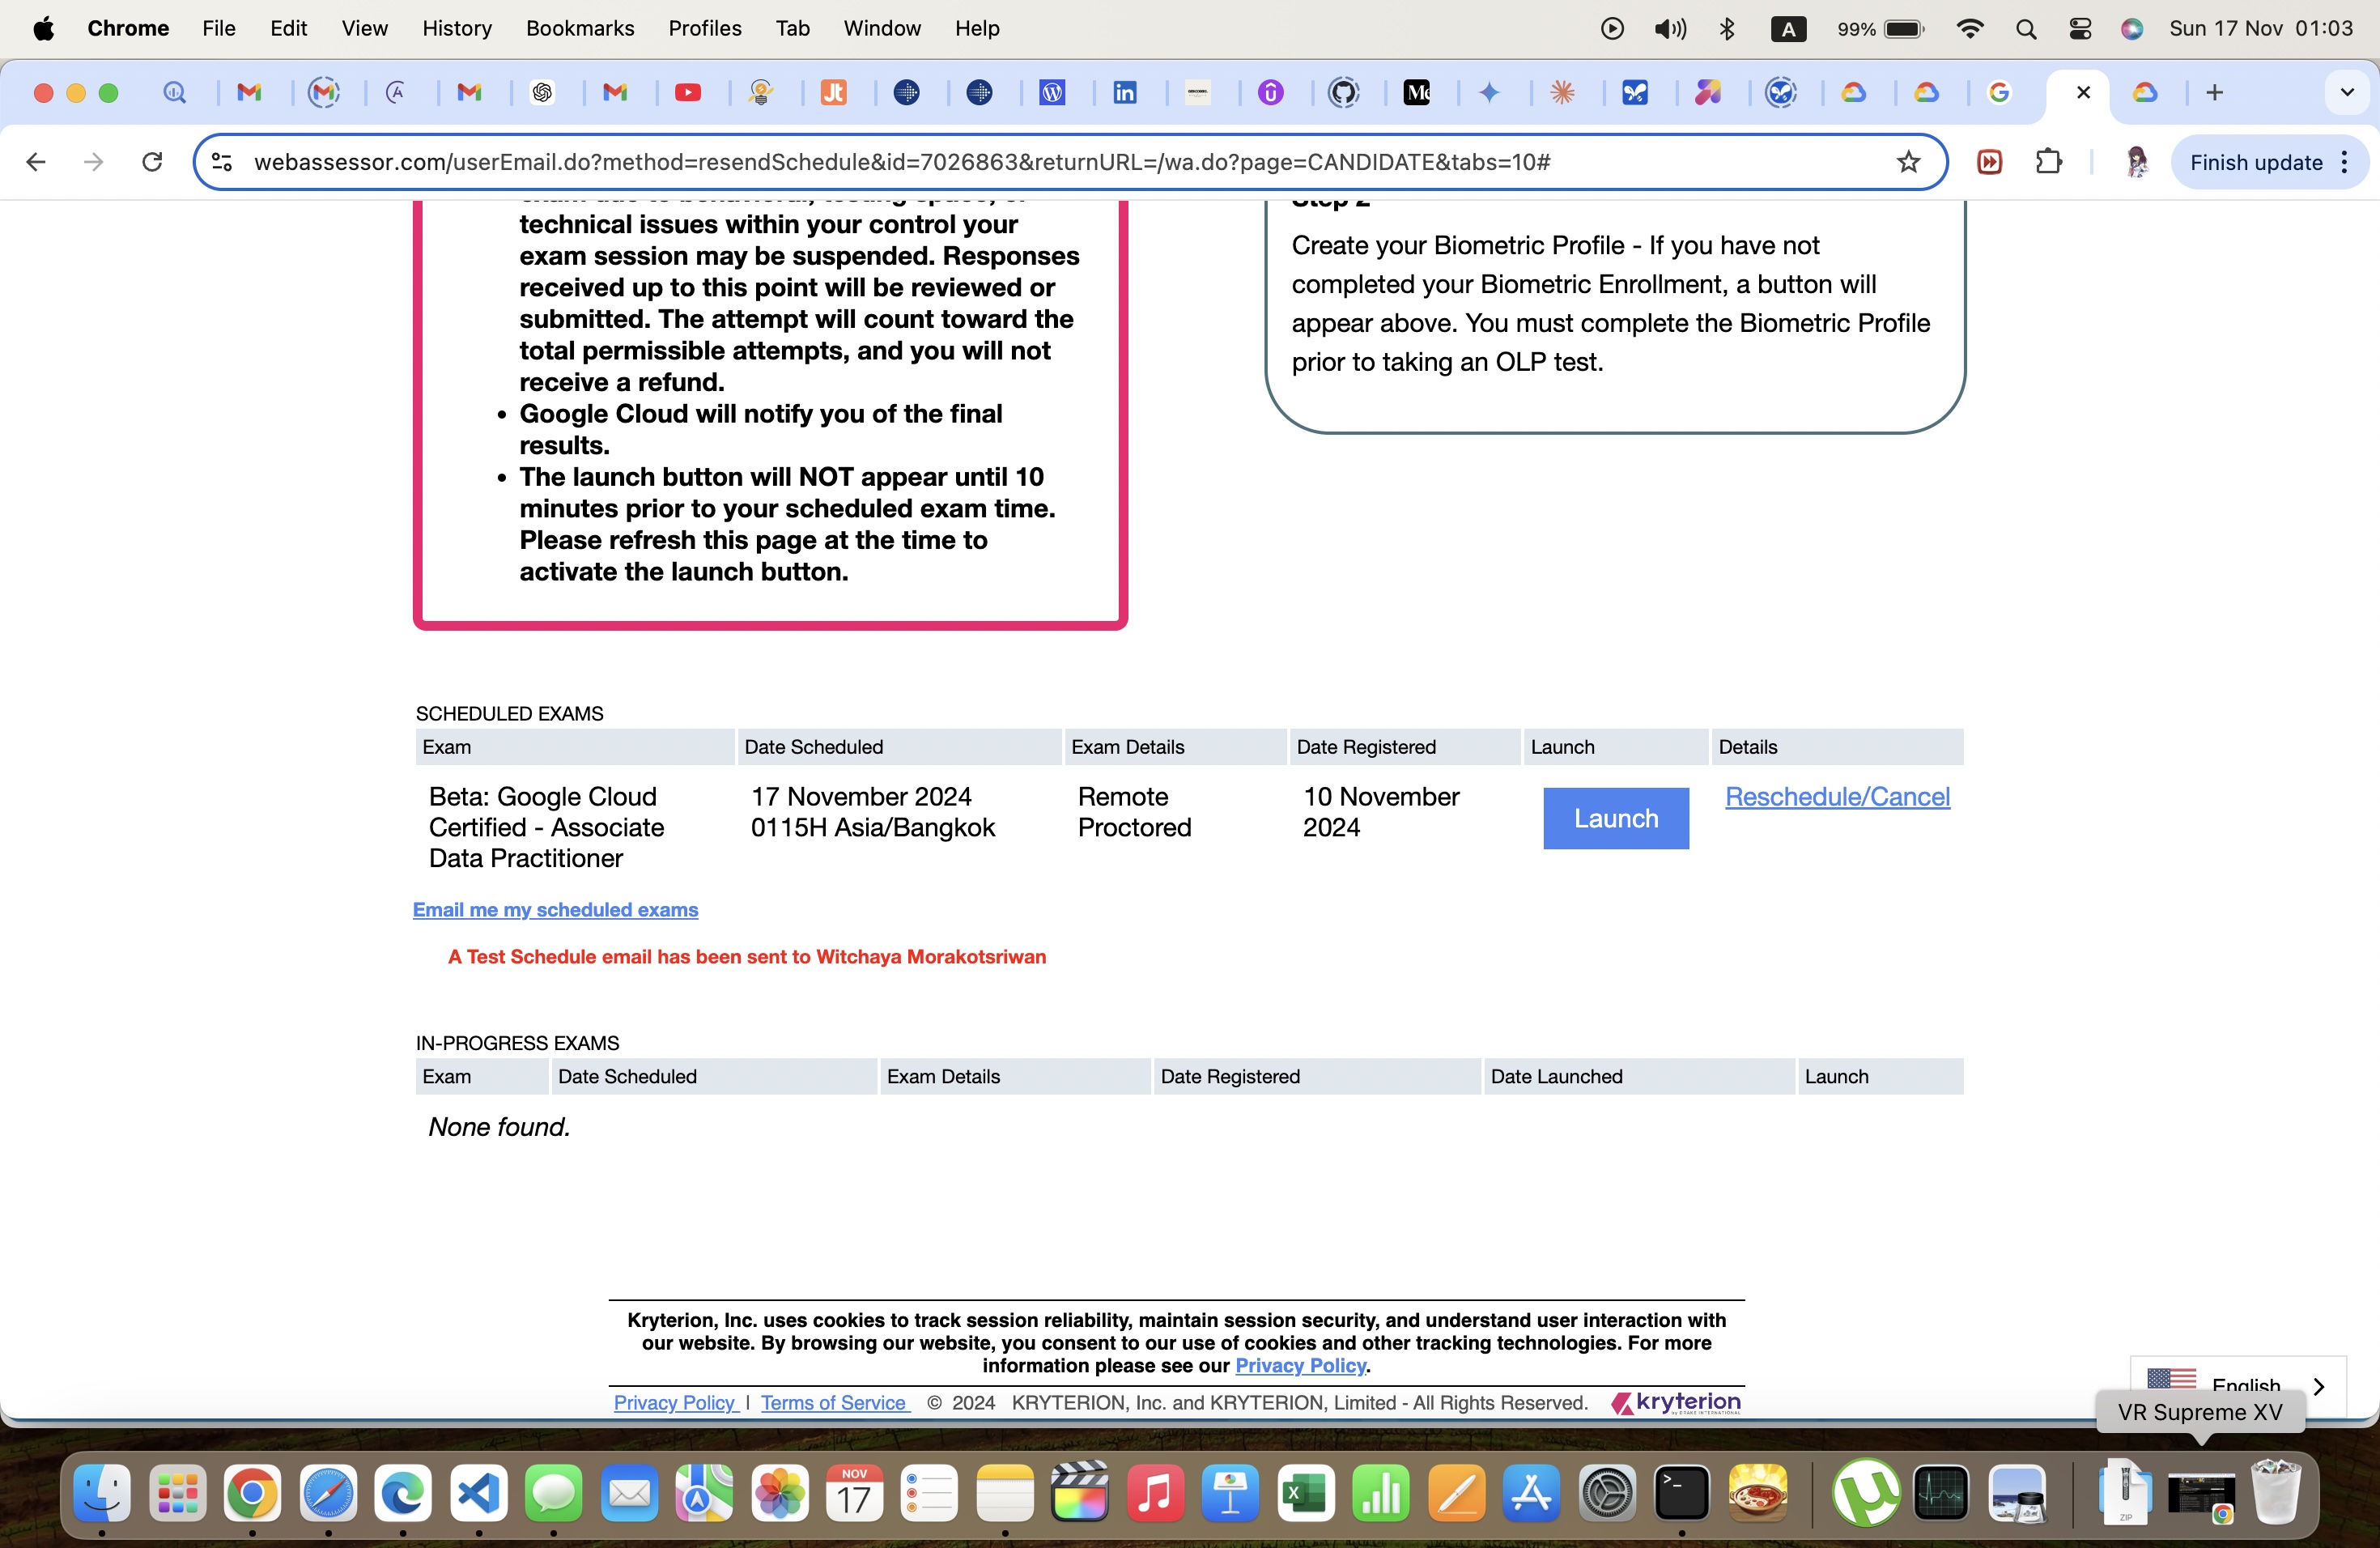 Chrome File Edit View History Bookmarks Profiles Tab Window Help A 99% Sun 17 Nov 01:03
webassessor.com/userEmail.do?method=resendSchedule&id=7026863&returnURL=/wa.do?page=CANDIDATE&tabs=10# Finish update
technical issues within your control your
exam session may be suspended. Responses
received up to this point will be reviewed or
submitted. The attempt will count toward the
total permissible attempts, and you will not
receive a refund.
• Google Cloud will notify you of the final
results.
• The launch button will NOT appear until 10
minutes prior to your scheduled exam time.
Please refresh this page at the time to
activate the launch button.
Step 2
Create your Biometric Profile - If you have not
completed your Biometric Enrollment, a button will
appear above. You must complete the Biometric Profile
prior to taking an OLP test.
SCHEDULED EXAMS
Exam Date Scheduled Exam Details Date Registered Launch Details
Beta: Google Cloud 17 November 2024 Remote 10 November Launch Reschedule/Cancel
Certified - Associate 0115H Asia/Bangkok Proctored 2024
Data Practitioner
Email me my scheduled exams
A Test Schedule email has been sent to Witchaya Morakotsriwan
IN-PROGRESS EXAMS
Exam Date Scheduled Exam Details Date Registered Date Launched Launch
None found.
Kryterion, Inc. uses cookies to track session reliability, maintain session security, and understand user interaction with
our website. By browsing our website, you consent to our use of cookies and other tracking technologies. For more
information please see our Privacy Policy.
Privacy Policy | Terms of Service © 2024 KRYTERION, Inc. and KRYTERION, Limited - All Rights Reserved. kryterion
English
VR Supreme XV
NOV
17
ZIP